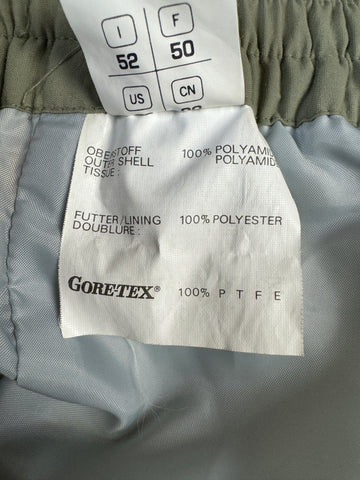 I
52
F
50
US
CN
OBERSTOFF
OUTER SHELL
TISSUE:
100% POLYAMID
POLYAMID
FUTTER/LINING
DOUBLURE:
100% POLYESTER
GORE-TEX®
100% P T F E